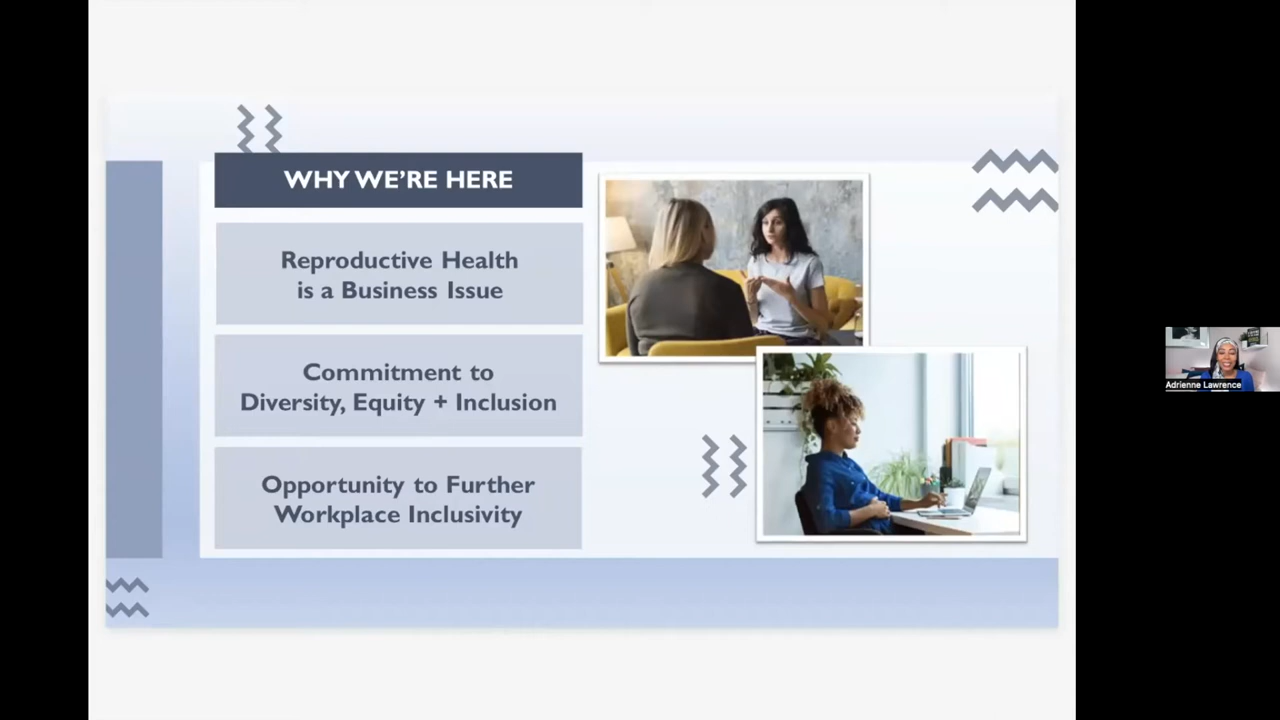 WHY WE'RE HERE
Reproductive Health
is a Business Issue
Commitment to
Diversity, Equity + Inclusion
Opportunity to Further
Workplace Inclusivity
Adrienne Lawrence